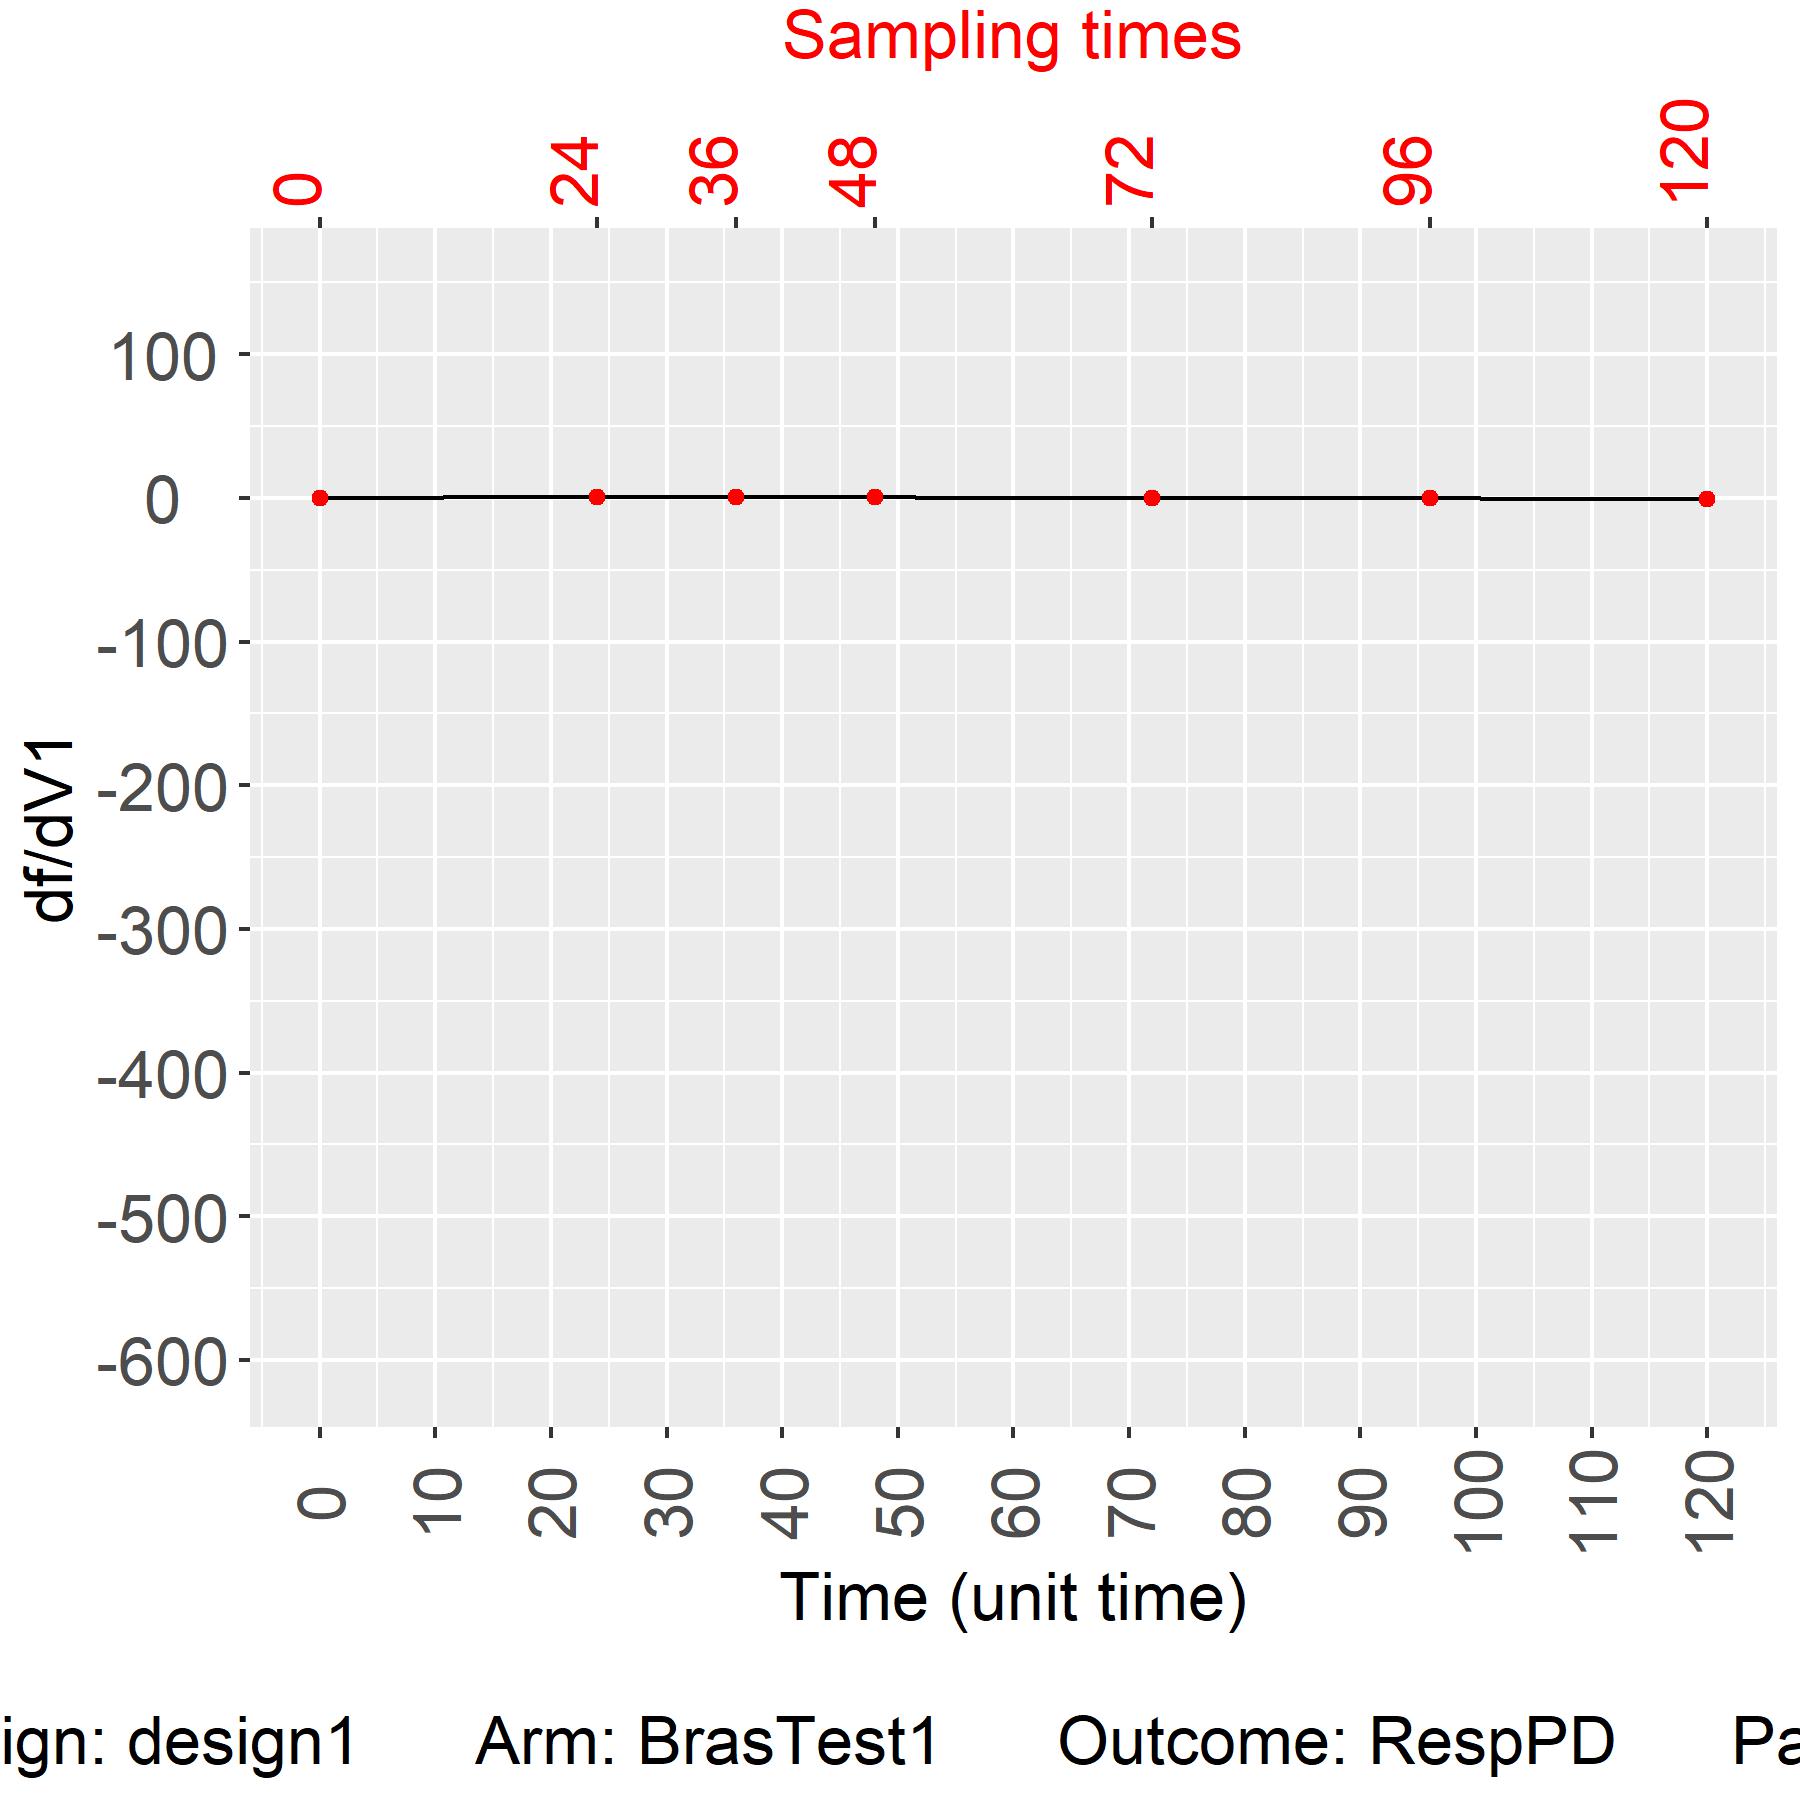 Sampling times
0 24 36 48 72 96 120
100
0
-100
-200
-300
-400
-500
-600
df/dV1
0 10 20 30 40 50 60 70 80 90 100 110 120
Time (unit time)
ign: design1 Arm: BrasTest1 Outcome: RespPD Pa